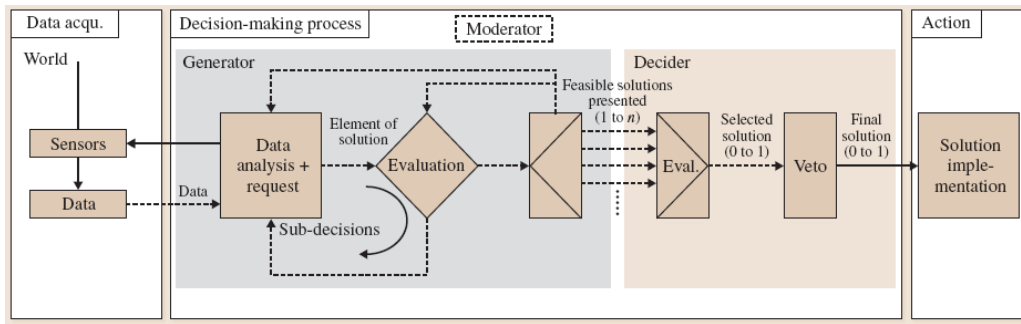 Data acqu.
Decision-making process
Moderator
Action
World
Generator
Decider
Feasible solutions
presented
(1 to n)
Sensors
Data
Data
Data
analysis +
request
Element of
solution
Evaluation
Sub-decisions
Eval.
Selected
solution
(0 to 1)
Veto
Final
solution
(0 to 1)
Solution
imple-
mentation